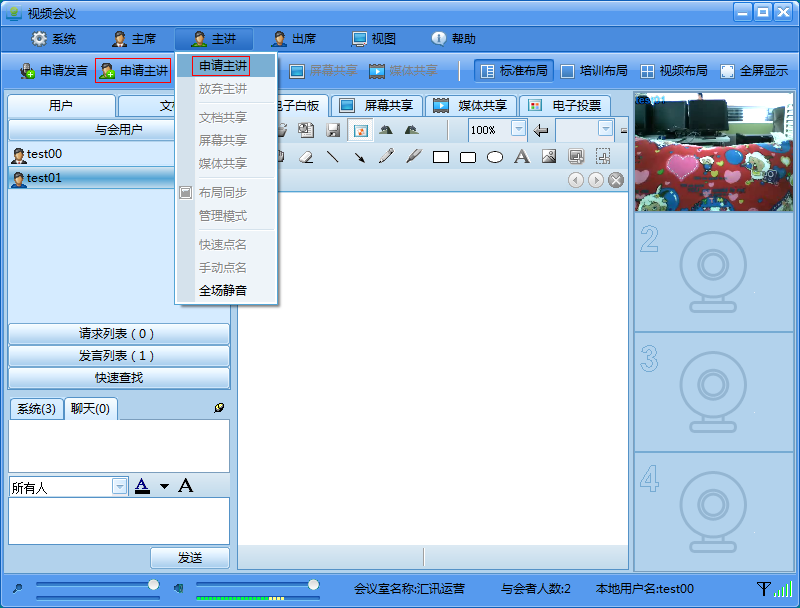 视频会议
系统 主席 主讲 出席 视图 帮助
申请发言 申请主讲 屏幕共享 媒体共享 标准布局 培训布局 视频布局 全屏显示
申请主讲
放弃主讲
文档共享
屏幕共享
媒体共享
布局同步
管理模式
快速点名
手动点名
全场静音
用户 子白板 屏幕共享 媒体共享 电子投票
与会用户
100%
test00
test01
2
3
4
请求列表 ( 0 )
发言列表 ( 1 )
快速查找
系统(3) 聊天(0)
所有人 A A
发送
会议室名称:汇讯运营 与会者人数:2 本地用户名:test00